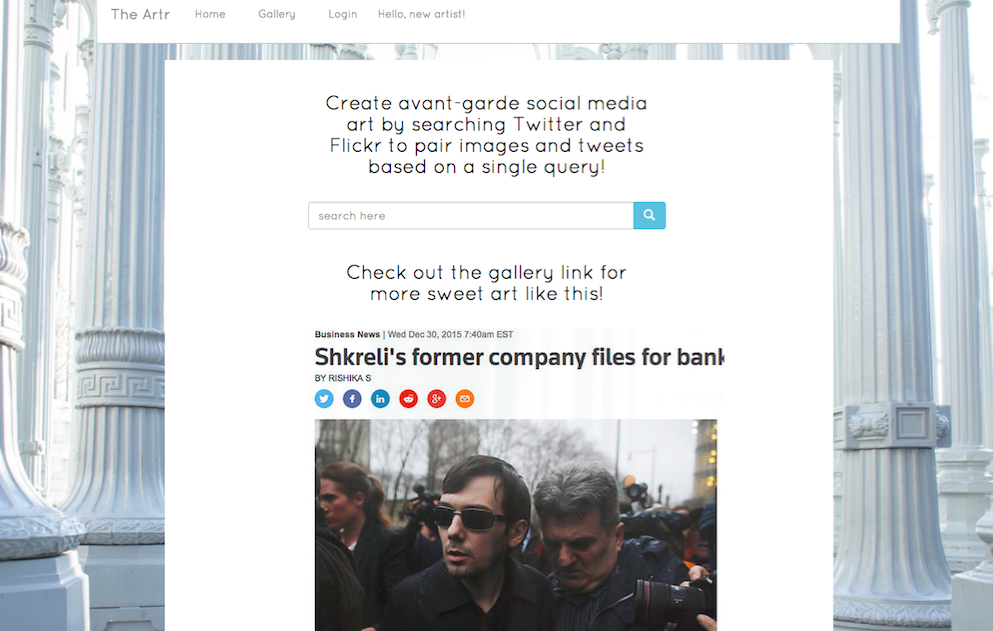 The Artr Home Gallery Login Hello, new artist!
Create avant-garde social media
art by searching Twitter and
Flickr to pair images and tweets
based on a single query!
search here
Check out the gallery link for
more sweet art like this!
Business News | Wed Dec 30, 2015 7:40am EST
Shkreli's former company files for bank
BY RISHIKA S